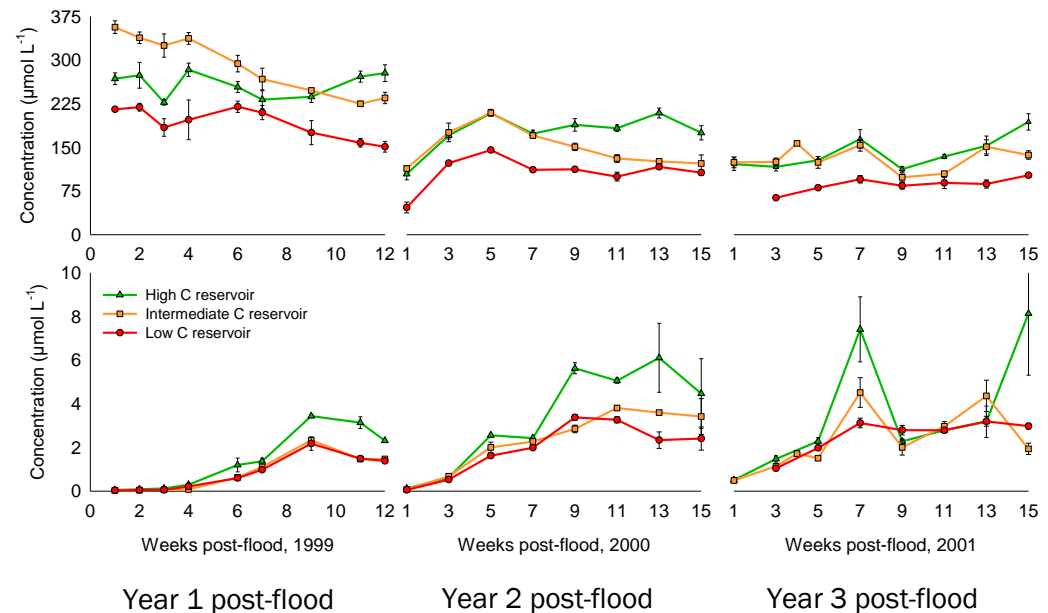 375
300
225
150
75
0
Concentration (µmol L⁻¹)
0 2 4 6 8 10 12
1 3 5 7 9 11 13 15
1 3 5 7 9 11 13 15
10
8
6
4
2
0
Concentration (µmol L⁻¹)
High C reservoir
Intermediate C reservoir
Low C reservoir
0 2 4 6 8 10 12
1 3 5 7 9 11 13 15
1 3 5 7 9 11 13 15
Weeks post-flood, 1999
Weeks post-flood, 2000
Weeks post-flood, 2001
Year 1 post-flood
Year 2 post-flood
Year 3 post-flood